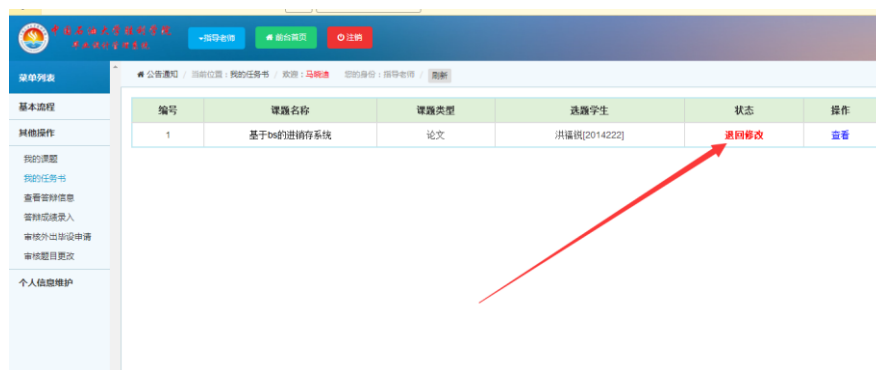 指导老师
前台首页
注销
菜单列表
公告通知 / 当前位置：我的任务书 / 欢迎： 您的身份：指导老师 / 刷新
基本流程
其他操作
我的课题
我的任务书
查看答辩信息
答辩成绩录入
审核外出毕设申请
审核题目更改
个人信息维护
编号 课题名称 课题类型 选题学生 状态 操作
1 基于bs的进销存系统 论文 洪福锐[2014222] 退回修改 查看